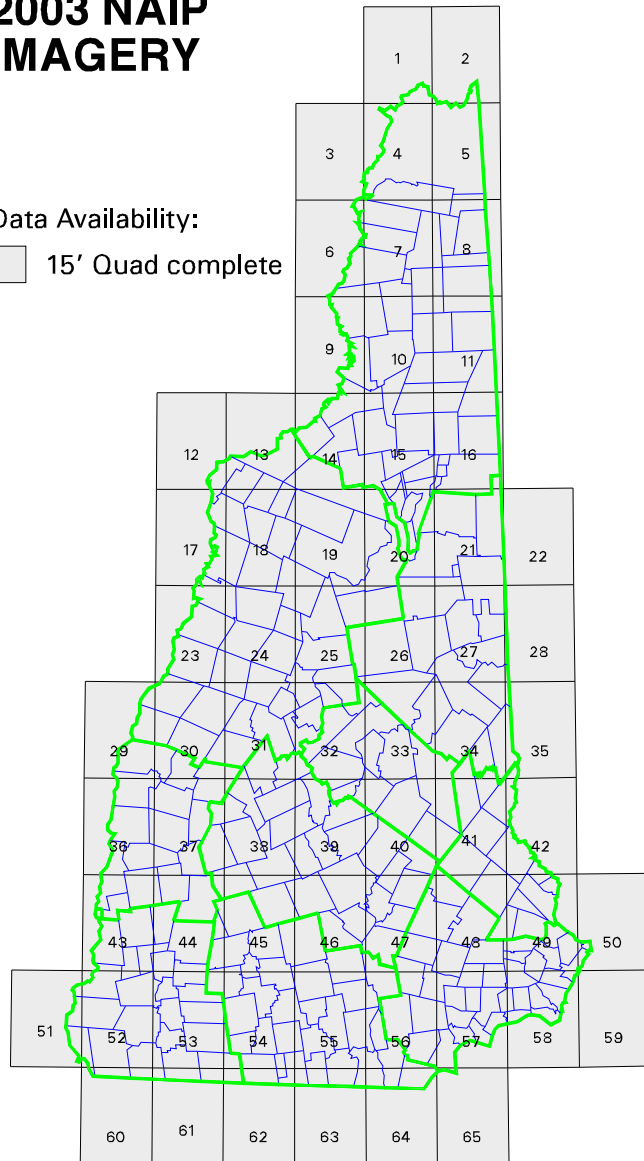 2003 NAIP
MAGERY
1 2
3 4 5
Data Availability:
6 7 8
15' Quad complete
9 10 11
12 13 14 15 16
17 18 19 20 21 22
23 24 25 26 27 28
29 30 31 32 33 34 35
36 37 38 39 40 41 42
43 44 45 46 47 48 49 50
51 52 53 54 55 56 57 58 59
60 61 62 63 64 65